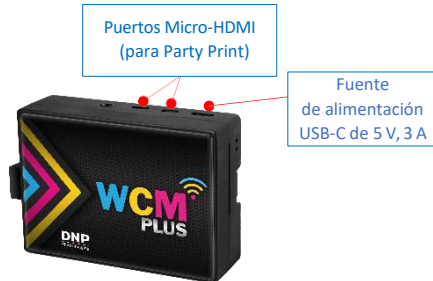 Puertos Micro-HDMI
(para Party Print)
Fuente
de alimentación
USB-C de 5 V, 3 A
WCM
PLUS
DNP